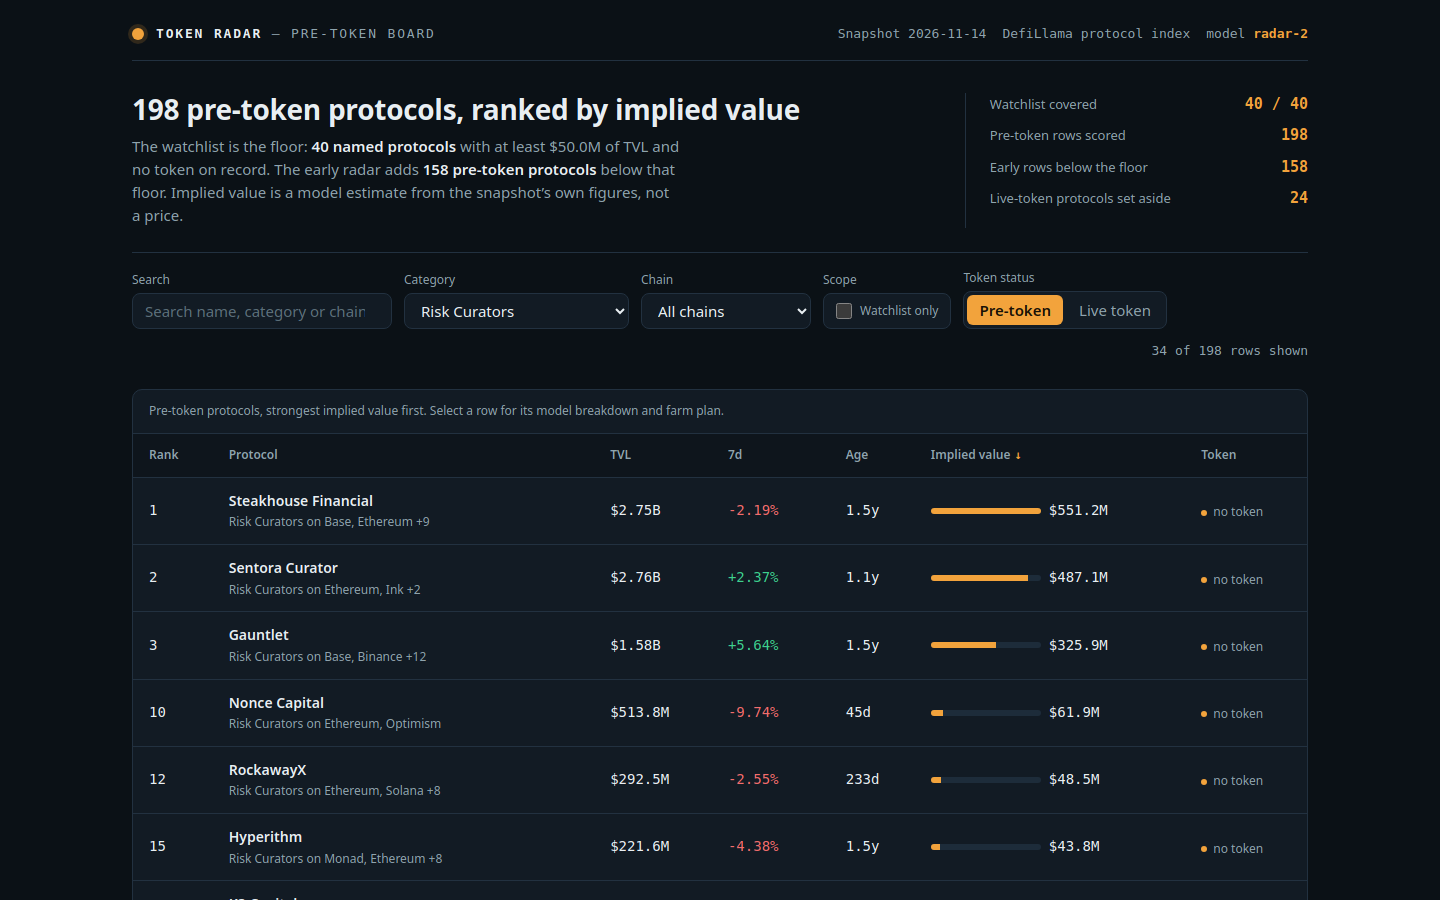 TOKEN RADAR — PRE-TOKEN BOARD
Snapshot 2026-11-14 DefiLlama protocol index model radar-2
198 pre-token protocols, ranked by implied value
The watchlist is the floor: 40 named protocols with at least $50.0M of TVL and
no token on record. The early radar adds 158 pre-token protocols below that
floor. Implied value is a model estimate from the snapshot’s own figures, not
a price.
Watchlist covered 40 / 40
Pre-token rows scored 198
Early rows below the floor 158
Live-token protocols set aside 24
Search Category Chain Scope Token status
Search name, category or chain Risk Curators All chains Watchlist only Pre-token Live token
34 of 198 rows shown
Pre-token protocols, strongest implied value first. Select a row for its model breakdown and farm plan.
Rank Protocol TVL 7d Age Implied value ↓ Token
1 Steakhouse Financial $2.75B -2.19% 1.5y $551.2M no token
Risk Curators on Base, Ethereum +9
2 Sentora Curator $2.76B +2.37% 1.1y $487.1M no token
Risk Curators on Ethereum, Ink +2
3 Gauntlet $1.58B +5.64% 1.5y $325.9M no token
Risk Curators on Base, Binance +12
10 Nonce Capital $513.8M -9.74% 45d $61.9M no token
Risk Curators on Ethereum, Optimism
12 RockawayX $292.5M -2.55% 233d $48.5M no token
Risk Curators on Ethereum, Solana +8
15 Hyperithm $221.6M -4.38% 1.5y $43.8M no token
Risk Curators on Monad, Ethereum +8